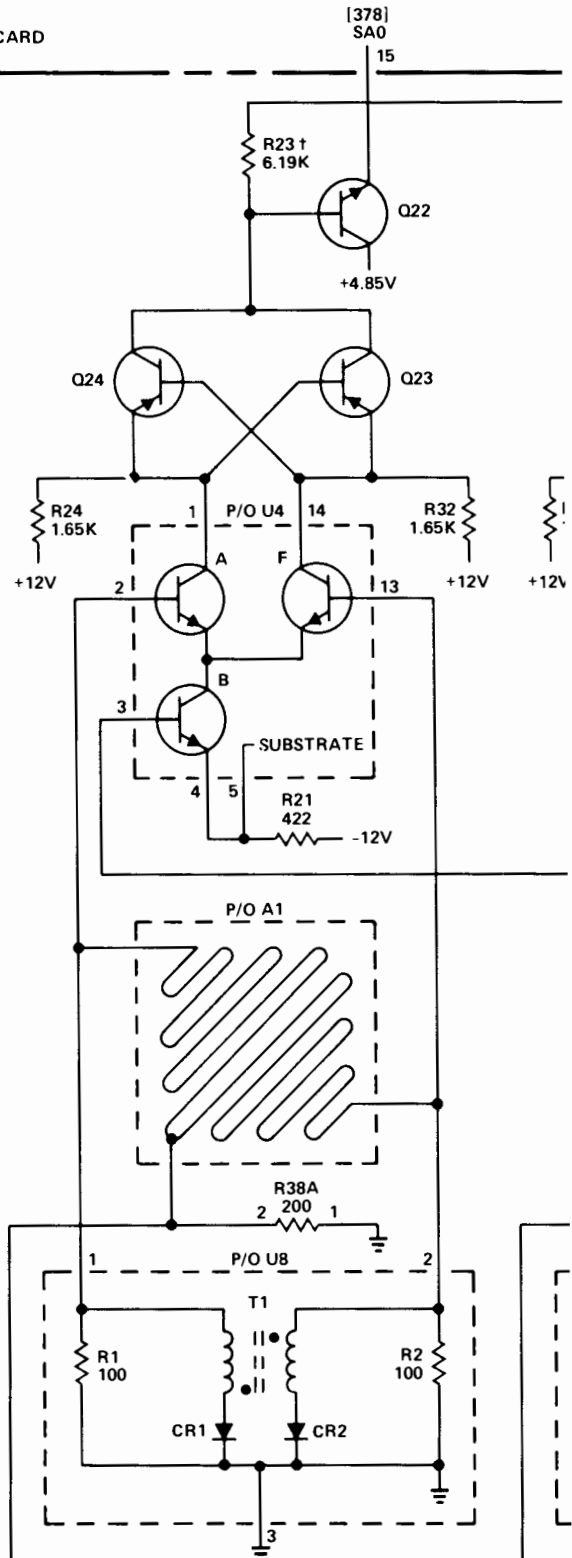 [378]
SA0
CARD
15
R23 †
6.19K
Q22
+4.85V
Q24
Q23
R24
1.65K
+12V
1
P/O U4
14
R32
1.65K
+12V
+12V
A
F
2
13
B
3
SUBSTRATE
4
5
R21
422
-12V
P/O A1
R38A
200
2
1
1
P/O U8
2
T1
R1
100
R2
100
CR1
CR2
3